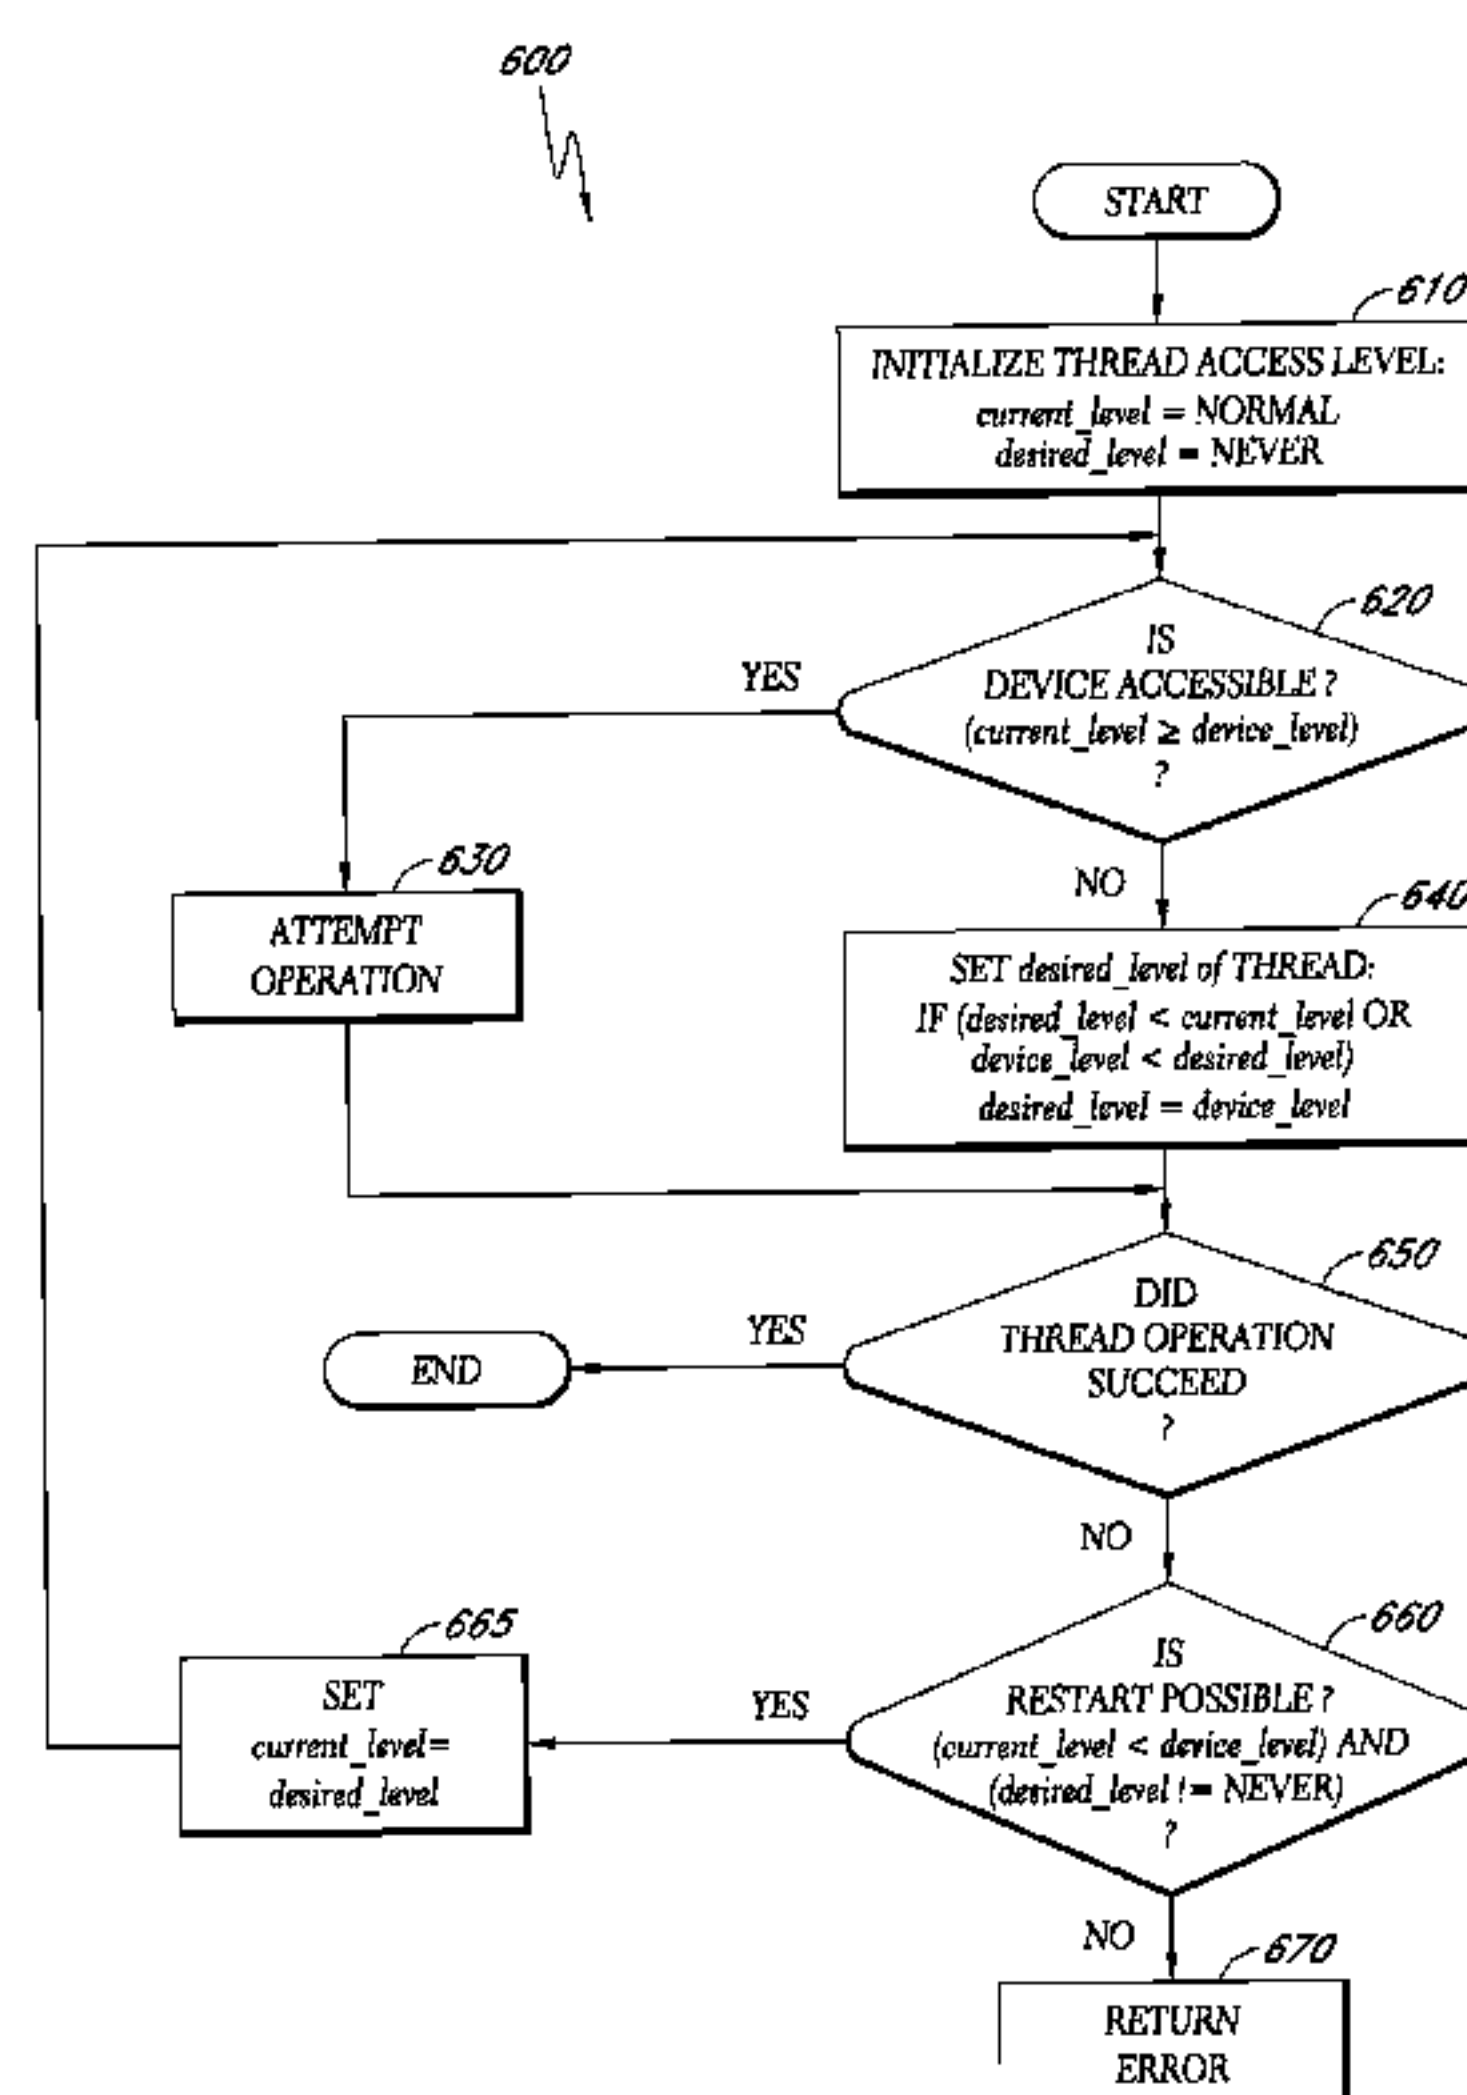 600
START
610
INITIALIZE THREAD ACCESS LEVEL:
current_level = NORMAL
desired_level = NEVER
620
IS
DEVICE ACCESSIBLE ?
(current_level ≥ device_level)
?
YES
NO
630
ATTEMPT
OPERATION
640
SET desired_level of THREAD:
IF (desired_level < current_level OR
device_level < desired_level)
desired_level = device_level
650
DID
THREAD OPERATION
SUCCEED
?
YES
END
NO
660
IS
RESTART POSSIBLE ?
(current_level < device_level) AND
(desired_level != NEVER)
?
YES
665
SET
current_level=
desired_level
NO
670
RETURN
ERROR